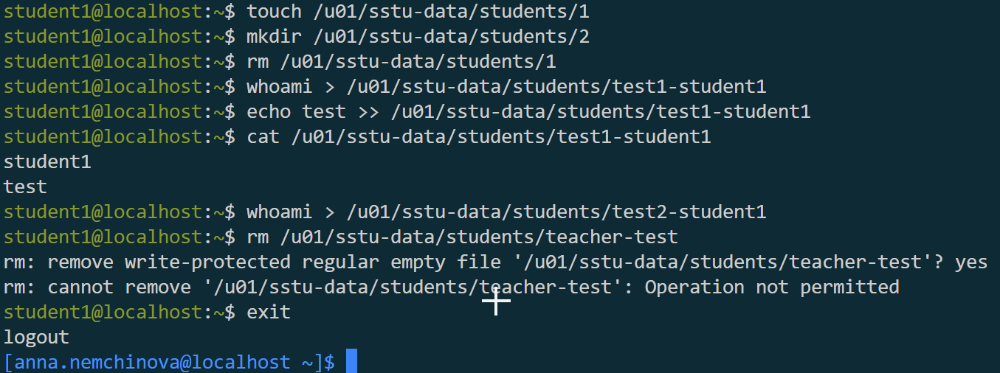 student1@localhost:~$ touch /u01/sstu-data/students/1
student1@localhost:~$ mkdir /u01/sstu-data/students/2
student1@localhost:~$ rm /u01/sstu-data/students/1
student1@localhost:~$ whoami > /u01/sstu-data/students/test1-student1
student1@localhost:~$ echo test >> /u01/sstu-data/students/test1-student1
student1@localhost:~$ cat /u01/sstu-data/students/test1-student1
student1
test
student1@localhost:~$ whoami > /u01/sstu-data/students/test2-student1
student1@localhost:~$ rm /u01/sstu-data/students/teacher-test
rm: remove write-protected regular empty file '/u01/sstu-data/students/teacher-test'? yes
rm: cannot remove '/u01/sstu-data/students/teacher-test': Operation not permitted
student1@localhost:~$ exit
logout
[anna.nemchinova@localhost ~]$